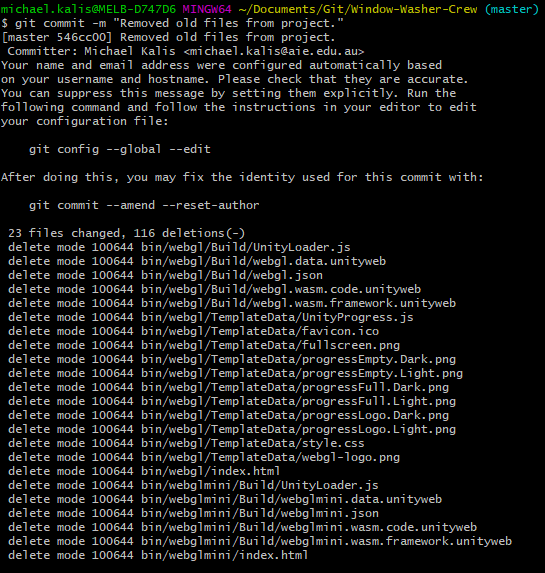 michael.kalis@MELB-D747D6 MINGW64 ~/Documents/Git/Window-Washer-Crew (master)
$ git commit -m "Removed old files from project."
[master 546cc00] Removed old files from project.
 Committer: Michael Kalis <michael.kalis@aie.edu.au>
Your name and email address were configured automatically based
on your username and hostname. Please check that they are accurate.
You can suppress this message by setting them explicitly. Run the
following command and follow the instructions in your editor to edit
your configuration file:

    git config --global --edit

After doing this, you may fix the identity used for this commit with:

    git commit --amend --reset-author

 23 files changed, 116 deletions(-)
 delete mode 100644 bin/webgl/Build/UnityLoader.js
 delete mode 100644 bin/webgl/Build/webgl.data.unityweb
 delete mode 100644 bin/webgl/Build/webgl.json
 delete mode 100644 bin/webgl/Build/webgl.wasm.code.unityweb
 delete mode 100644 bin/webgl/Build/webgl.wasm.framework.unityweb
 delete mode 100644 bin/webgl/TemplateData/UnityProgress.js
 delete mode 100644 bin/webgl/TemplateData/favicon.ico
 delete mode 100644 bin/webgl/TemplateData/fullscreen.png
 delete mode 100644 bin/webgl/TemplateData/progressEmpty.Dark.png
 delete mode 100644 bin/webgl/TemplateData/progressEmpty.Light.png
 delete mode 100644 bin/webgl/TemplateData/progressFull.Dark.png
 delete mode 100644 bin/webgl/TemplateData/progressFull.Light.png
 delete mode 100644 bin/webgl/TemplateData/progressLogo.Dark.png
 delete mode 100644 bin/webgl/TemplateData/progressLogo.Light.png
 delete mode 100644 bin/webgl/TemplateData/style.css
 delete mode 100644 bin/webgl/TemplateData/webgl-logo.png
 delete mode 100644 bin/webgl/index.html
 delete mode 100644 bin/webglmini/Build/UnityLoader.js
 delete mode 100644 bin/webglmini/Build/webglmini.data.unityweb
 delete mode 100644 bin/webglmini/Build/webglmini.json
 delete mode 100644 bin/webglmini/Build/webglmini.wasm.code.unityweb
 delete mode 100644 bin/webglmini/Build/webglmini.wasm.framework.unityweb
 delete mode 100644 bin/webglmini/index.html